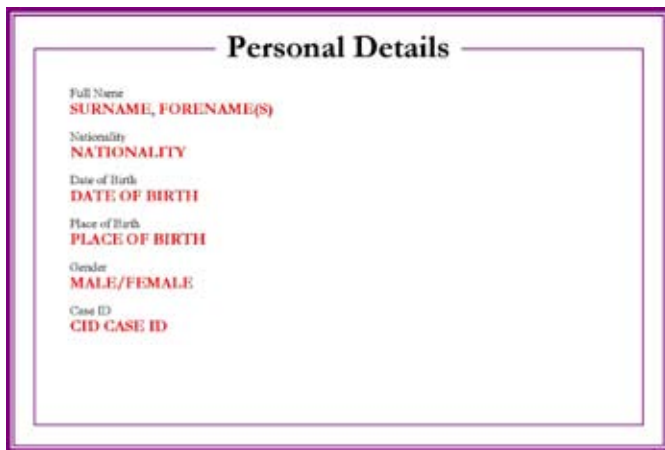 Personal Details
Full Name
SURNAME, FORENAME(S)
Nationality
NATIONALITY
Date of Birth
DATE OF BIRTH
Place of Birth
PLACE OF BIRTH
Gender
MALE/FEMALE
Case ID
CID CASE ID